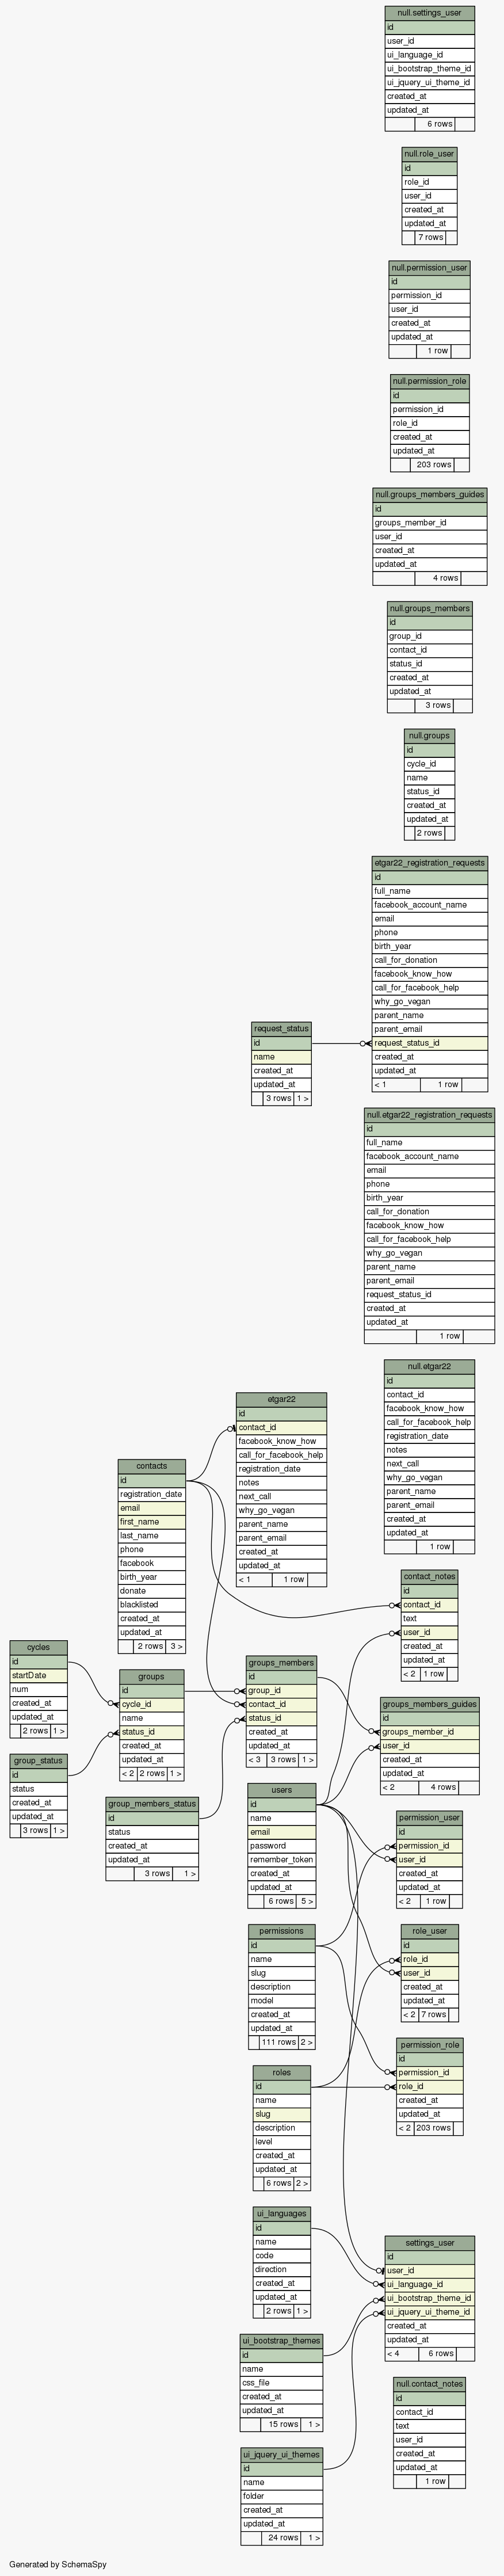 null.settings_user
id
user_id
ui_language_id
ui_bootstrap_theme_id
ui_jquery_ui_theme_id
created_at
updated_at
6 rows
null.role_user
id
role_id
user_id
created_at
updated_at
7 rows
null.permission_user
id
permission_id
user_id
created_at
updated_at
1 row
null.permission_role
id
permission_id
role_id
created_at
updated_at
203 rows
null.groups_members_guides
id
groups_member_id
user_id
created_at
updated_at
4 rows
null.groups_members
id
group_id
contact_id
status_id
created_at
updated_at
3 rows
null.groups
id
cycle_id
name
status_id
created_at
updated_at
2 rows
etgar22_registration_requests
id
full_name
facebook_account_name
email
phone
birth_year
call_for_donation
facebook_know_how
call_for_facebook_help
why_go_vegan
parent_name
parent_email
request_status_id
created_at
updated_at
< 1 1 row
request_status
id
name
created_at
updated_at
3 rows 1 >
null.etgar22_registration_requests
id
full_name
facebook_account_name
email
phone
birth_year
call_for_donation
facebook_know_how
call_for_facebook_help
why_go_vegan
parent_name
parent_email
request_status_id
created_at
updated_at
1 row
null.etgar22
id
contact_id
facebook_know_how
call_for_facebook_help
registration_date
notes
next_call
why_go_vegan
parent_name
parent_email
created_at
updated_at
1 row
etgar22
id
contact_id
facebook_know_how
call_for_facebook_help
registration_date
notes
next_call
why_go_vegan
parent_name
parent_email
created_at
updated_at
< 1 1 row
contacts
id
registration_date
email
first_name
last_name
phone
facebook
birth_year
donate
blacklisted
created_at
updated_at
2 rows 3 >
contact_notes
id
contact_id
text
user_id
created_at
updated_at
< 2 1 row
cycles
id
startDate
num
created_at
updated_at
2 rows 1 >
groups
id
cycle_id
name
status_id
created_at
updated_at
< 2 2 rows 1 >
groups_members
id
group_id
contact_id
status_id
created_at
updated_at
< 3 3 rows 1 >
groups_members_guides
id
groups_member_id
user_id
created_at
updated_at
< 2 4 rows
group_status
id
status
created_at
updated_at
3 rows 1 >
group_members_status
id
status
created_at
updated_at
3 rows 1 >
users
id
name
email
password
remember_token
created_at
updated_at
6 rows 5 >
permission_user
id
permission_id
user_id
created_at
updated_at
< 2 1 row
permissions
id
name
slug
description
model
created_at
updated_at
111 rows 2 >
role_user
id
role_id
user_id
created_at
updated_at
< 2 7 rows
roles
id
name
slug
description
level
created_at
updated_at
6 rows 2 >
permission_role
id
permission_id
role_id
created_at
updated_at
< 2 203 rows
ui_languages
id
name
code
direction
created_at
updated_at
2 rows 1 >
settings_user
id
user_id
ui_language_id
ui_bootstrap_theme_id
ui_jquery_ui_theme_id
created_at
updated_at
< 4 6 rows
ui_bootstrap_themes
id
name
css_file
created_at
updated_at
15 rows 1 >
null.contact_notes
id
contact_id
text
user_id
created_at
updated_at
1 row
ui_jquery_ui_themes
id
name
folder
created_at
updated_at
24 rows 1 >
Generated by SchemaSpy